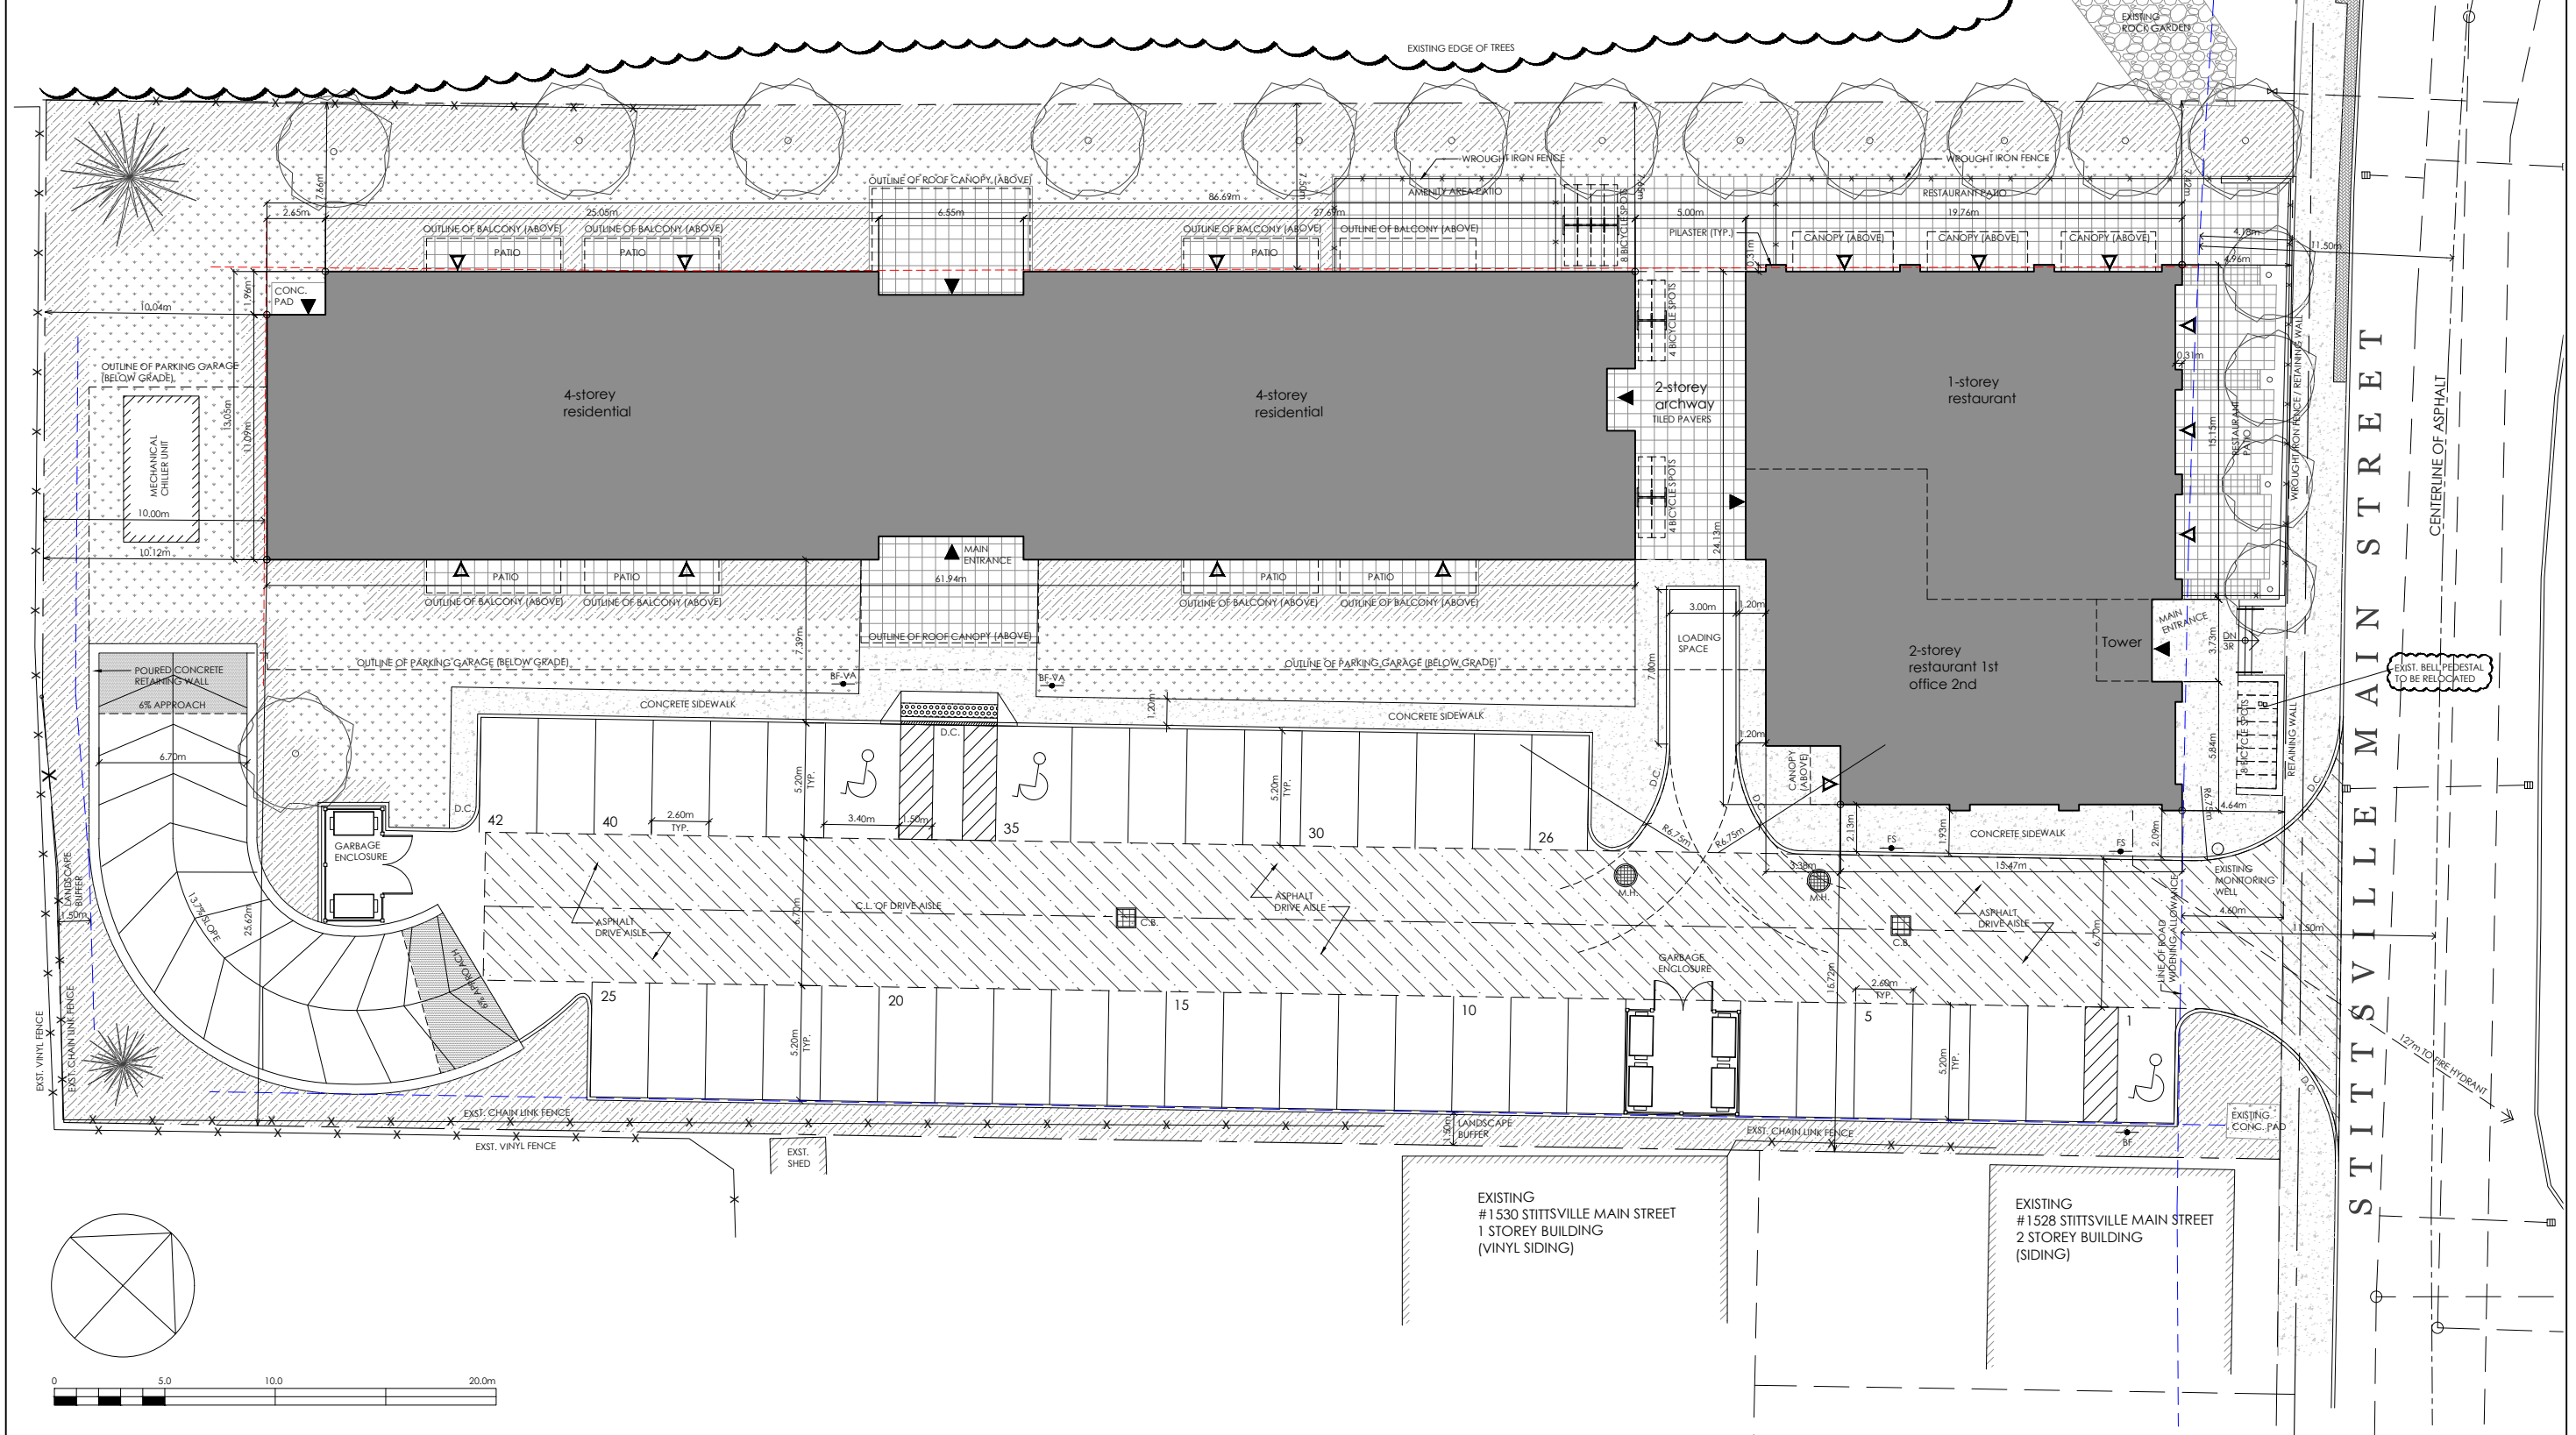 EXISTING
ROCK GARDEN
EXISTING EDGE OF TREES
WROUGHT IRON FENCE
WROUGHT IRON FENCE
OUTLINE OF ROOF CANOPY (ABOVE)
AMENITY AREA PATIO
RESTAURANT PATIO
7.66m
7.50m
7.42m
86.69m
2.65m
25.05m
6.55m
27.69m
5.00m
19.76m
8 BICYCLE SPOTS
OUTLINE OF BALCONY (ABOVE)
OUTLINE OF BALCONY (ABOVE)
OUTLINE OF BALCONY (ABOVE)
OUTLINE OF BALCONY (ABOVE)
PILASTER (TYP.)
CANOPY (ABOVE)
CANOPY (ABOVE)
CANOPY (ABOVE)
4.18m
11.50m
PATIO
PATIO
PATIO
0.31m
4.96m
CONC.
PAD
1.96m
10.04m
4 BICYCLE SPOTS
OUTLINE OF PARKING GARAGE
(BELOW GRADE)
0.31m
4-storey
residential
4-storey
residential
2-storey
archway
TILED PAVERS
1-storey
restaurant
13.05m
11.09m
MECHANICAL
CHILLER UNIT
15.15m
RESTAURANT
PATIO
WROUGHT IRON FENCE / RETAINING WALL
CENTERLINE OF ASPHALT
STITTSVILLE MAIN STREET
4 BICYCLE SPOTS
10.00m
10.12m
24.13m
MAIN
ENTRANCE
PATIO
PATIO
61.94m
PATIO
PATIO
OUTLINE OF BALCONY (ABOVE)
OUTLINE OF BALCONY (ABOVE)
OUTLINE OF BALCONY (ABOVE)
OUTLINE OF BALCONY (ABOVE)
3.00m
1.20m
OUTLINE OF ROOF CANOPY (ABOVE)
7.39m
LOADING
SPACE
7.00m
Tower
MAIN
ENTRANCE
3.73m
DN
3R
OUTLINE OF PARKING GARAGE (BELOW GRADE)
OUTLINE OF PARKING GARAGE (BELOW GRADE)
2-storey
restaurant 1st
office 2nd
EXIST. BELL PEDESTAL
TO BE RELOCATED
POURED CONCRETE
RETAINING WALL
6% APPROACH
BF-VA
BF-VA
CONCRETE SIDEWALK
1.20m
CONCRETE SIDEWALK
D.C.
1.20m
5.84m
8 BICYCLE SPOTS
RETAINING WALL
6.70m
5.20m
TYP.
5.20m
TYP.
D.C.
CANOPY
(ABOVE)
D.C.
D.C.
R6.75m
4.64m
D.C.
42
40
2.60m
TYP.
3.40m
1.50m
35
30
26
R6.75m
R6.75m
2.13m
1.93m
CONCRETE SIDEWALK
2.09m
FS
FS
GARBAGE
ENCLOSURE
3.38m
15.47m
EXISTING
MONITORING
WELL
M.H.
M.H.
LANDSCAPE
BUFFER
1.50m
13.7% SLOPE
25.62m
6.70m
ASPHALT
DRIVE AISLE
C.L. OF DRIVE AISLE
C.B.
ASPHALT
DRIVE AISLE
ASPHALT
DRIVE AISLE
C.B.
6.70m
LINE OF ROAD
WIDENING ALLOWANCE
4.60m
11.50m
6% APPROACH
GARBAGE
ENCLOSURE
15.72m
2.60m
TYP.
25
20
15
10
5
1
5.20m
TYP.
5.20m
TYP.
127m TO FIRE HYDRANT
D.C.
EXST. VINYL FENCE
EXST. CHAIN LINK FENCE
EXST. CHAIN LINK FENCE
EXST. VINYL FENCE
EXST.
SHED
1.50m
LANDSCAPE
BUFFER
EXST. CHAIN LINK FENCE
BF
EXISTING
CONC. PAD
EXISTING
#1530 STITTSVILLE MAIN STREET
1 STOREY BUILDING
(VINYL SIDING)
EXISTING
#1528 STITTSVILLE MAIN STREET
2 STOREY BUILDING
(SIDING)
0 5.0 10.0 20.0m